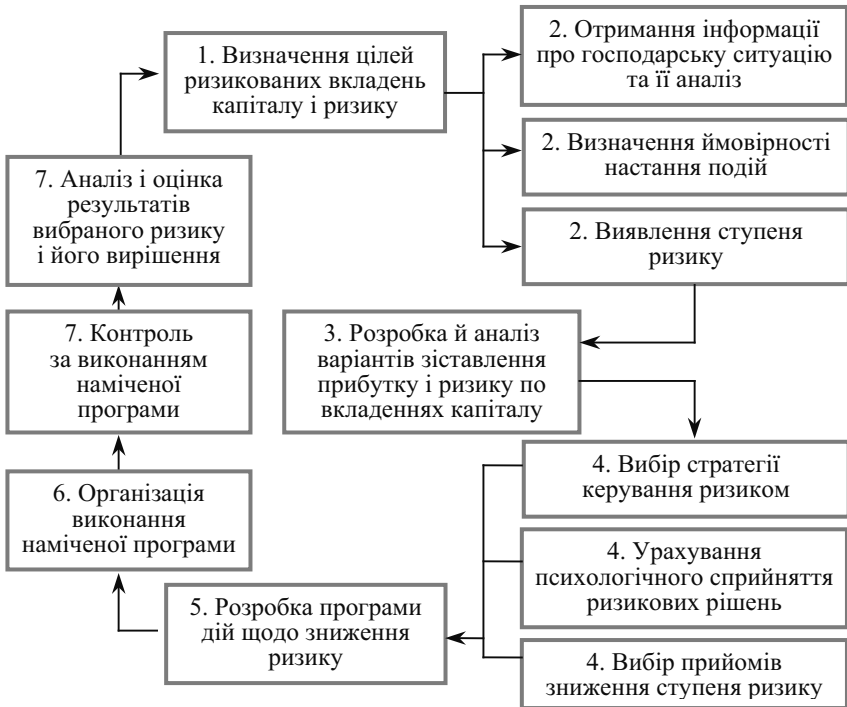 1. Визначення цілей
ризикованих вкладень
капіталу і ризику
2. Отримання інформації
про господарську ситуацію
та її аналіз
2. Визначення ймовірності
настання подій
2. Виявлення ступеня
ризику
3. Розробка й аналіз
варіантів зіставлення
прибутку і ризику по
вкладеннях капіталу
4. Вибір стратегії
керування ризиком
4. Урахування
психологічного сприйняття
ризикових рішень
4. Вибір прийомів
зниження ступеня ризику
5. Розробка програми
дій щодо зниження
ризику
6. Організація
виконання
наміченої програми
7. Контроль
за виконанням
наміченої
програми
7. Аналіз і оцінка
результатів
вибраного ризику
і його вирішення